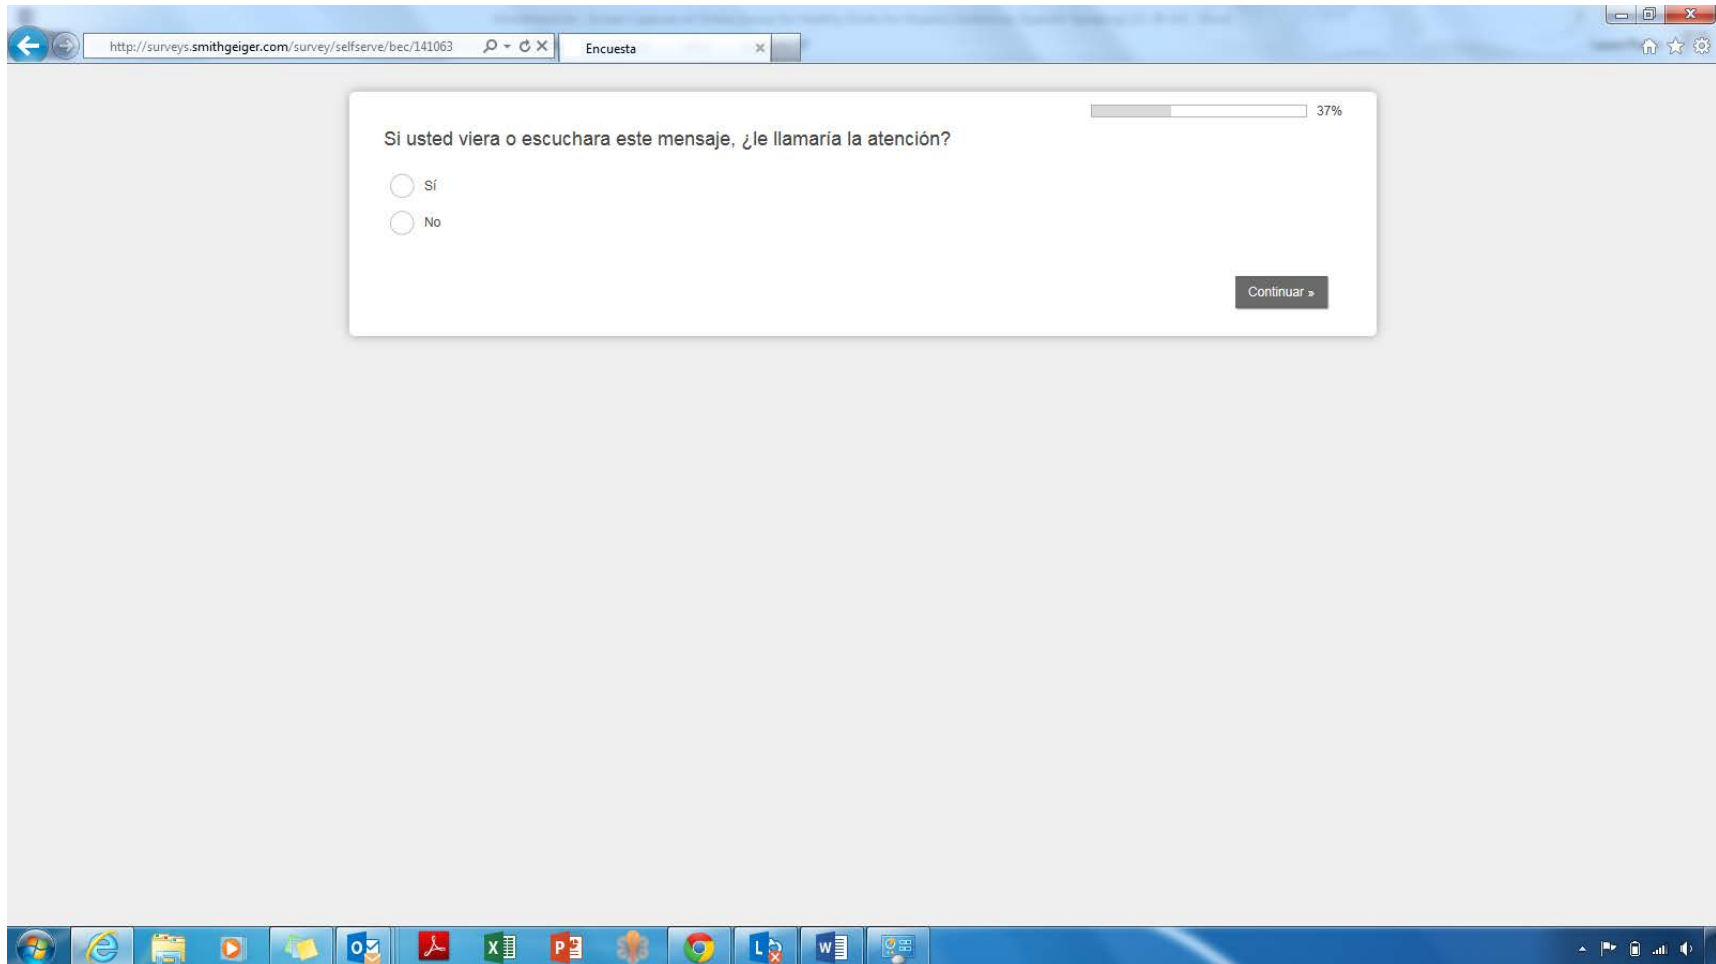 http://surveys.smithgeiger.com/survey/selfserve/bec/141063
Encuesta
37%
Si usted viera o escuchara este mensaje, ¿le llamaría la atención?
Sí
No
Continuar »